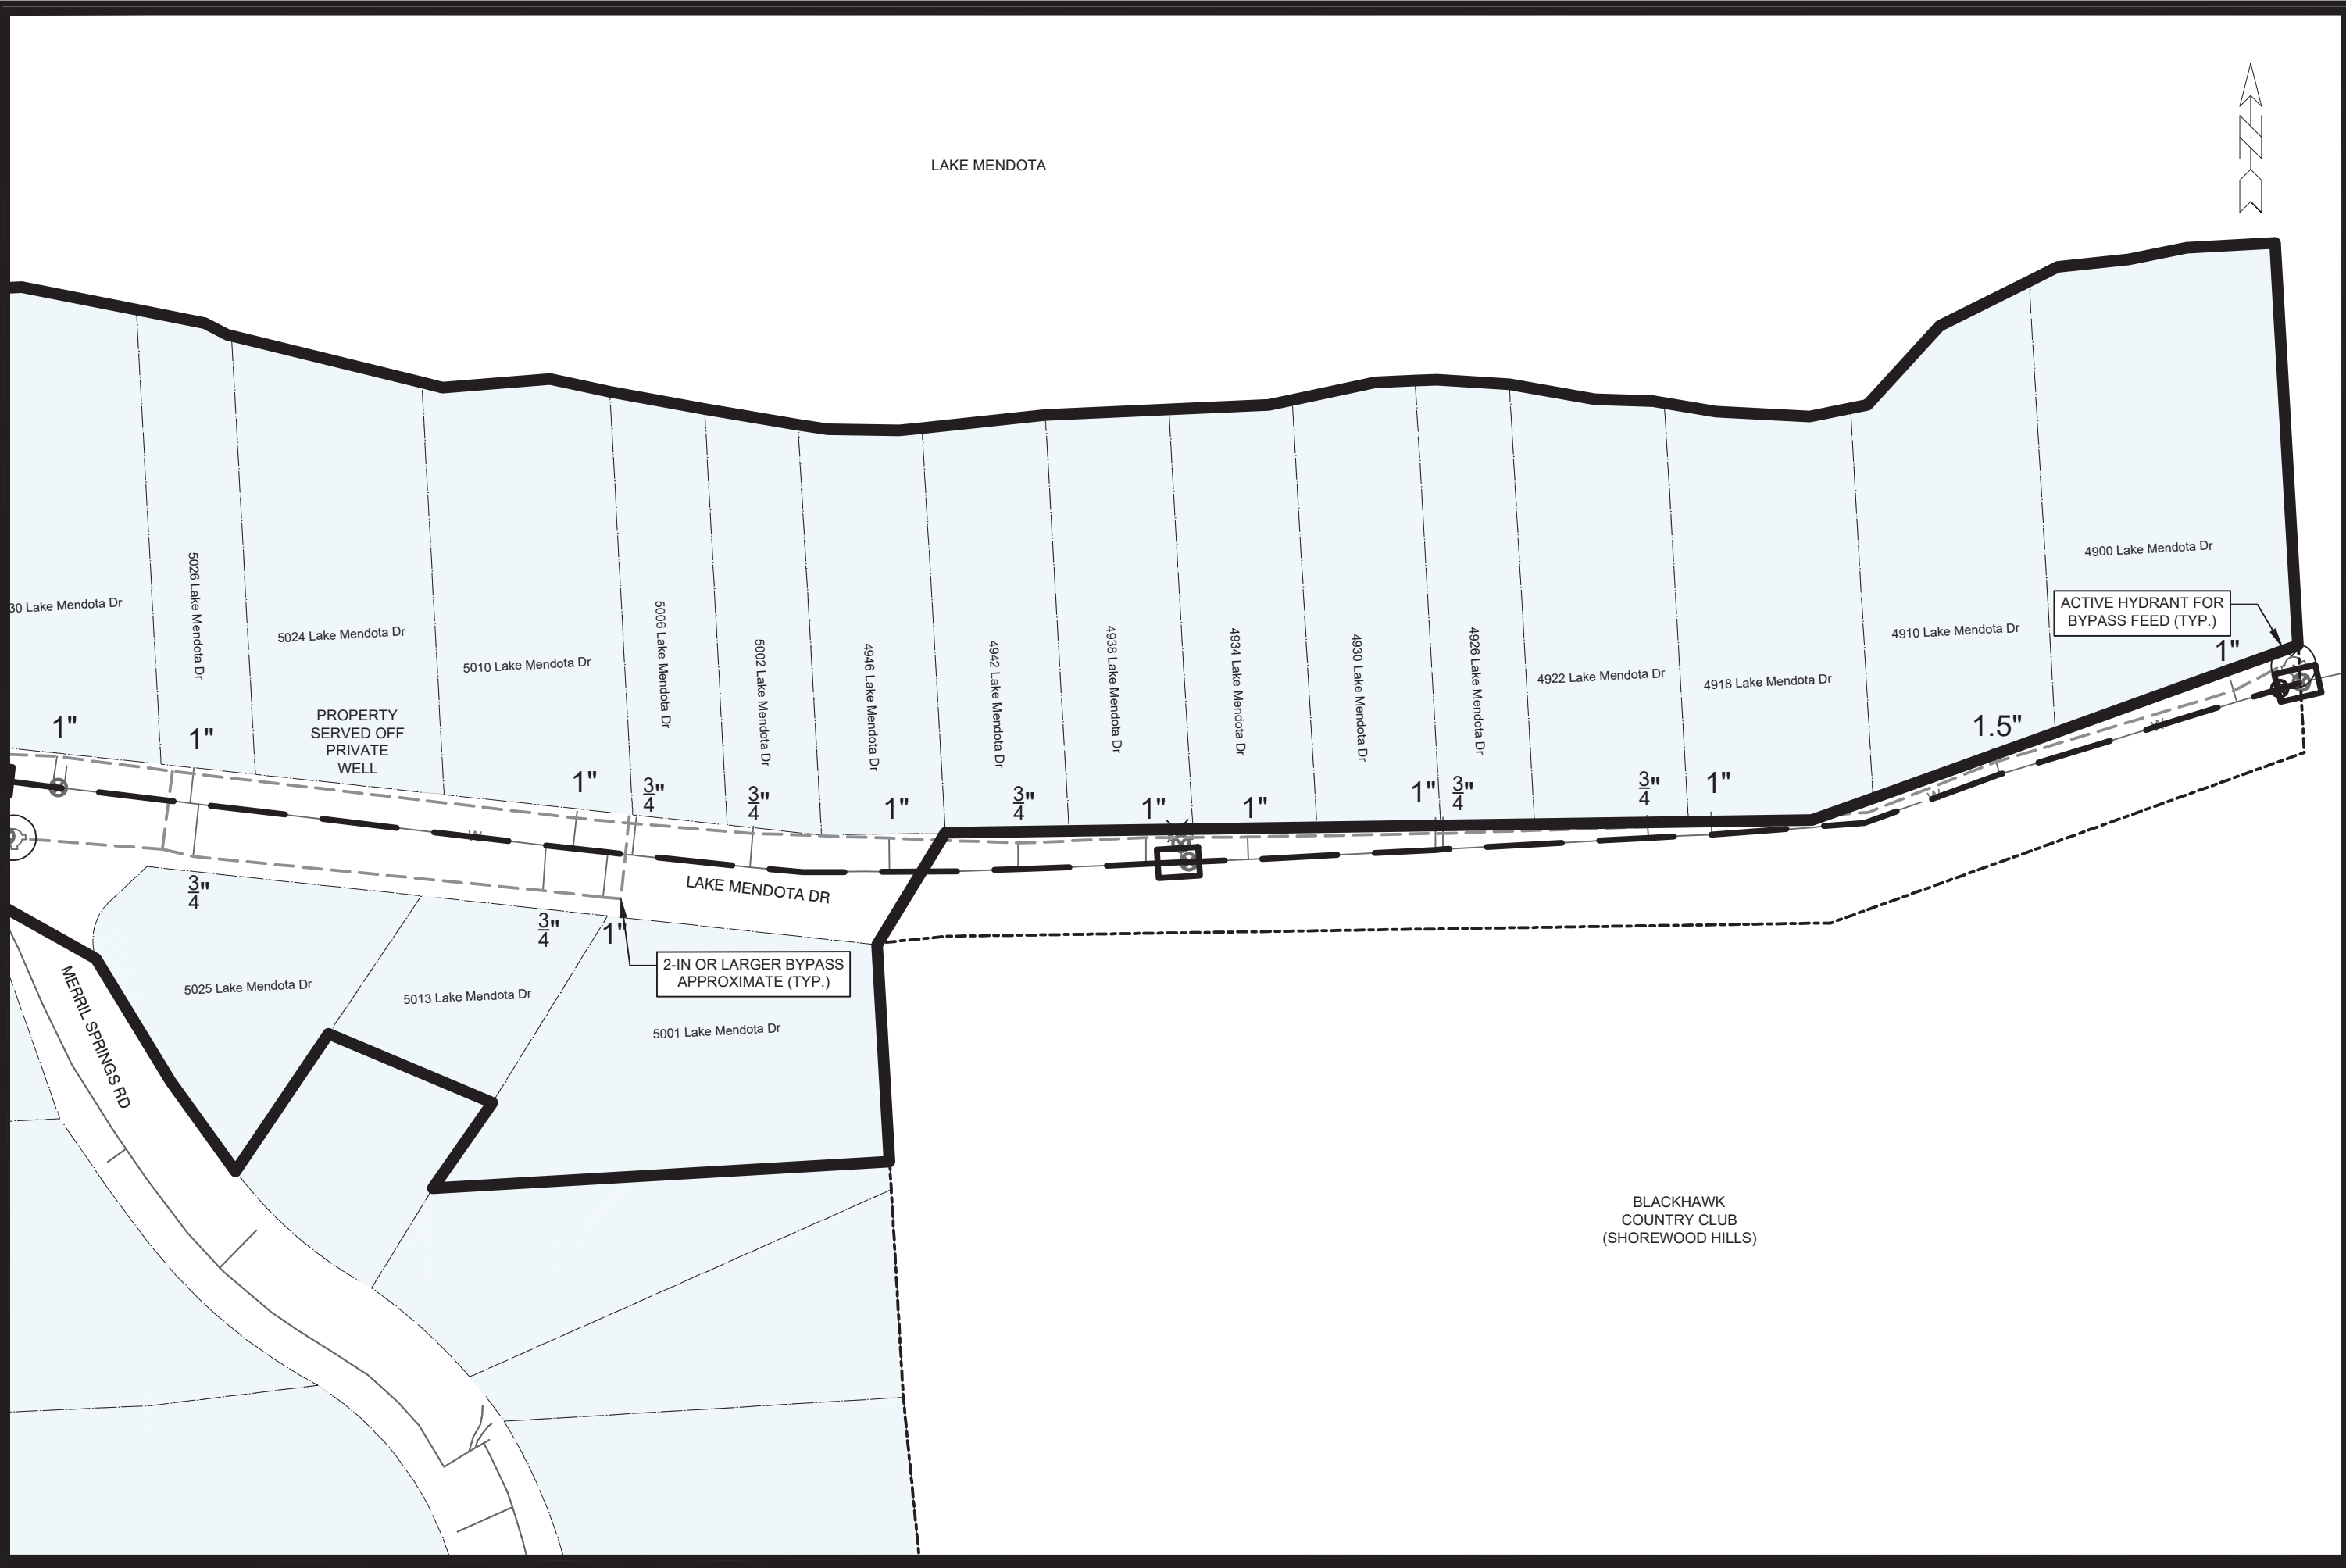 LAKE MENDOTA
4900 Lake Mendota Dr
ACTIVE HYDRANT FOR
BYPASS FEED (TYP.)
30 Lake Mendota Dr
5026 Lake Mendota Dr
5024 Lake Mendota Dr
5010 Lake Mendota Dr
5006 Lake Mendota Dr
5002 Lake Mendota Dr
4946 Lake Mendota Dr
4942 Lake Mendota Dr
4938 Lake Mendota Dr
4934 Lake Mendota Dr
4930 Lake Mendota Dr
4926 Lake Mendota Dr
4922 Lake Mendota Dr
4918 Lake Mendota Dr
4910 Lake Mendota Dr
PROPERTY
SERVED OFF
PRIVATE
WELL
1"
1"
1"
3/4"
3/4"
1"
3/4"
1"
1"
1"
3/4"
3/4"
1"
1.5"
1"
W
W
W
LAKE MENDOTA DR
3/4"
3/4"
1"
2-IN OR LARGER BYPASS
APPROXIMATE (TYP.)
MERRIL SPRINGS RD
5025 Lake Mendota Dr
5013 Lake Mendota Dr
5001 Lake Mendota Dr
BLACKHAWK
COUNTRY CLUB
(SHOREWOOD HILLS)
N